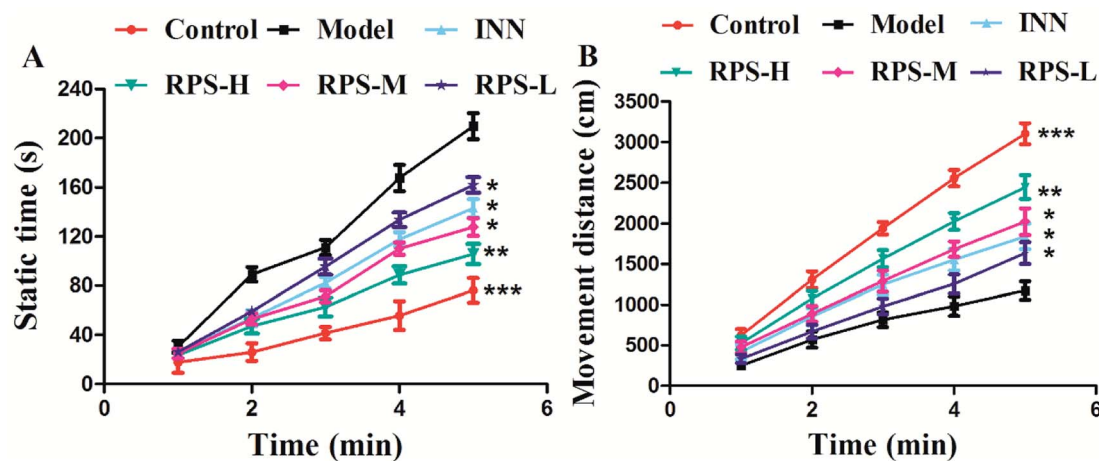 A
Control Model INN
RPS-H RPS-M RPS-L
Static time (s)
240
200
160
120
80
40
0
0 2 4 6
Time (min)
*
*
*
**
***
B
Control Model INN
RPS-H RPS-M RPS-L
Movement distance (cm)
3500
3000
2500
2000
1500
1000
500
0
0 2 4 6
Time (min)
***
**
*
*
*